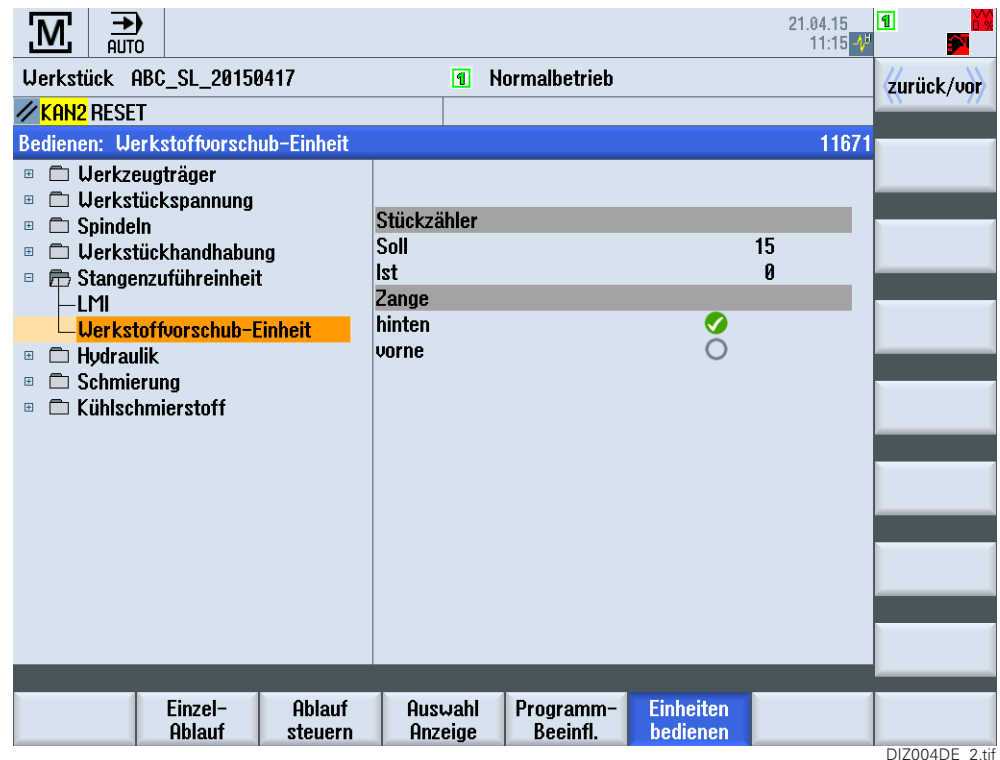 M
AUTO
21.04.15
11:15
1
0 %
Werkstück ABC_SL_20150417
1 Normalbetrieb
zurück/vor
KAN2 RESET
Bedienen: Werkstoffvorschub-Einheit 11671
Werkzeugträger
Werkstückspannung
Spindeln
Werkstückhandhabung
Stangenzuführeinheit
LMI
Werkstoffvorschub-Einheit
Hydraulik
Schmierung
Kühlschmierstoff
Stückzähler
Soll 15
Ist 0
Zange
hinten
vorne
Einzel-
Ablauf
Ablauf
steuern
Auswahl
Anzeige
Programm-
Beeinfl.
Einheiten
bedienen
DIZ004DE_2.tif